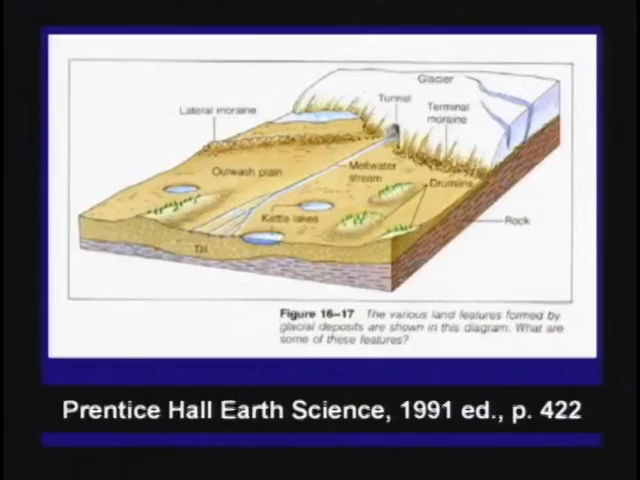 Glacier
Tunnel
Terminal
moraine
Lateral moraine
Outwash plain
Meltwater
stream
Drumlins
Kettle lakes
Rock
Till
Figure 16–17 The various land features formed by
glacial deposits are shown in this diagram. What are
some of these features?
Prentice Hall Earth Science, 1991 ed., p. 422